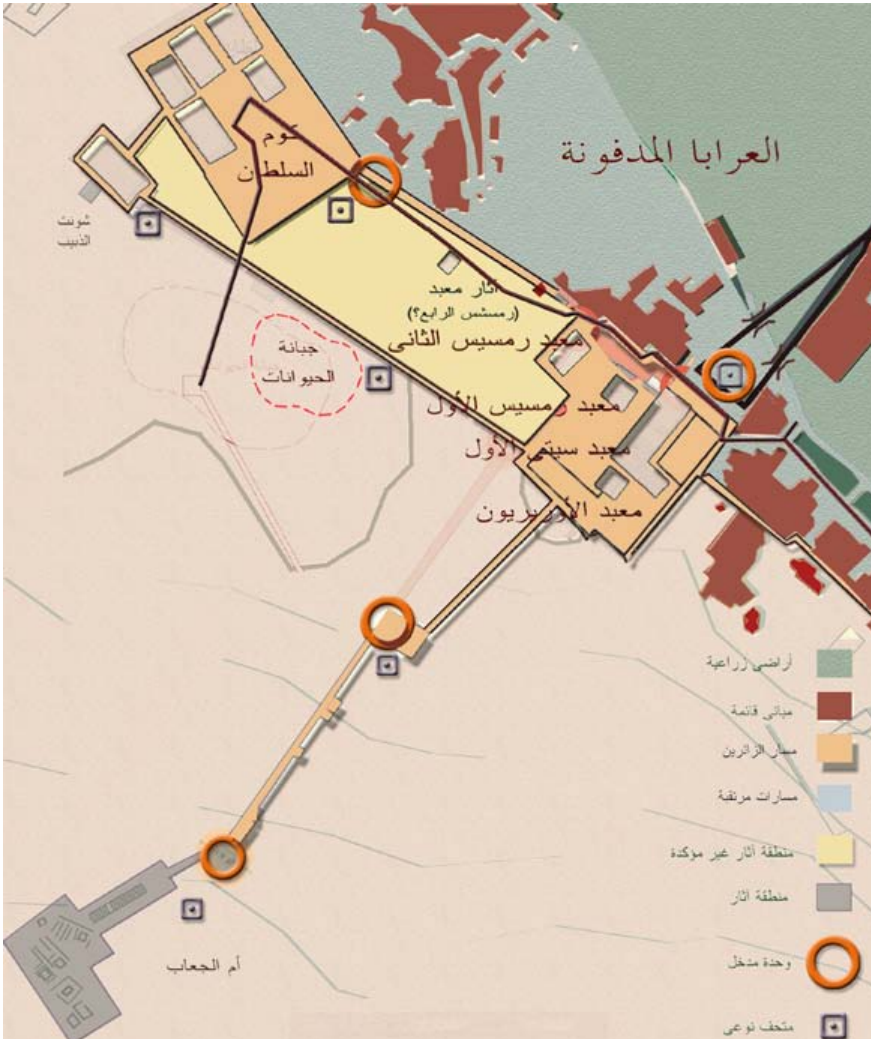 كوم
السلطان
العرابا المدفونة
شونت
الذبيب
آثار معبد
(رمسس الرابع؟)
معبد رمسيس الثانى
جبانة
الحيوانات
معبد رمسيس الأول
معبد سيتى الأول
معبد الأوزيريون
أراضى زراعية
مبانى قائمة
مسار الزائرين
مسارات مرتقبة
منطقة آثار غير مؤكدة
منطقة آثار
وحدة مدخل
متحف نوعى
أم الجعاب